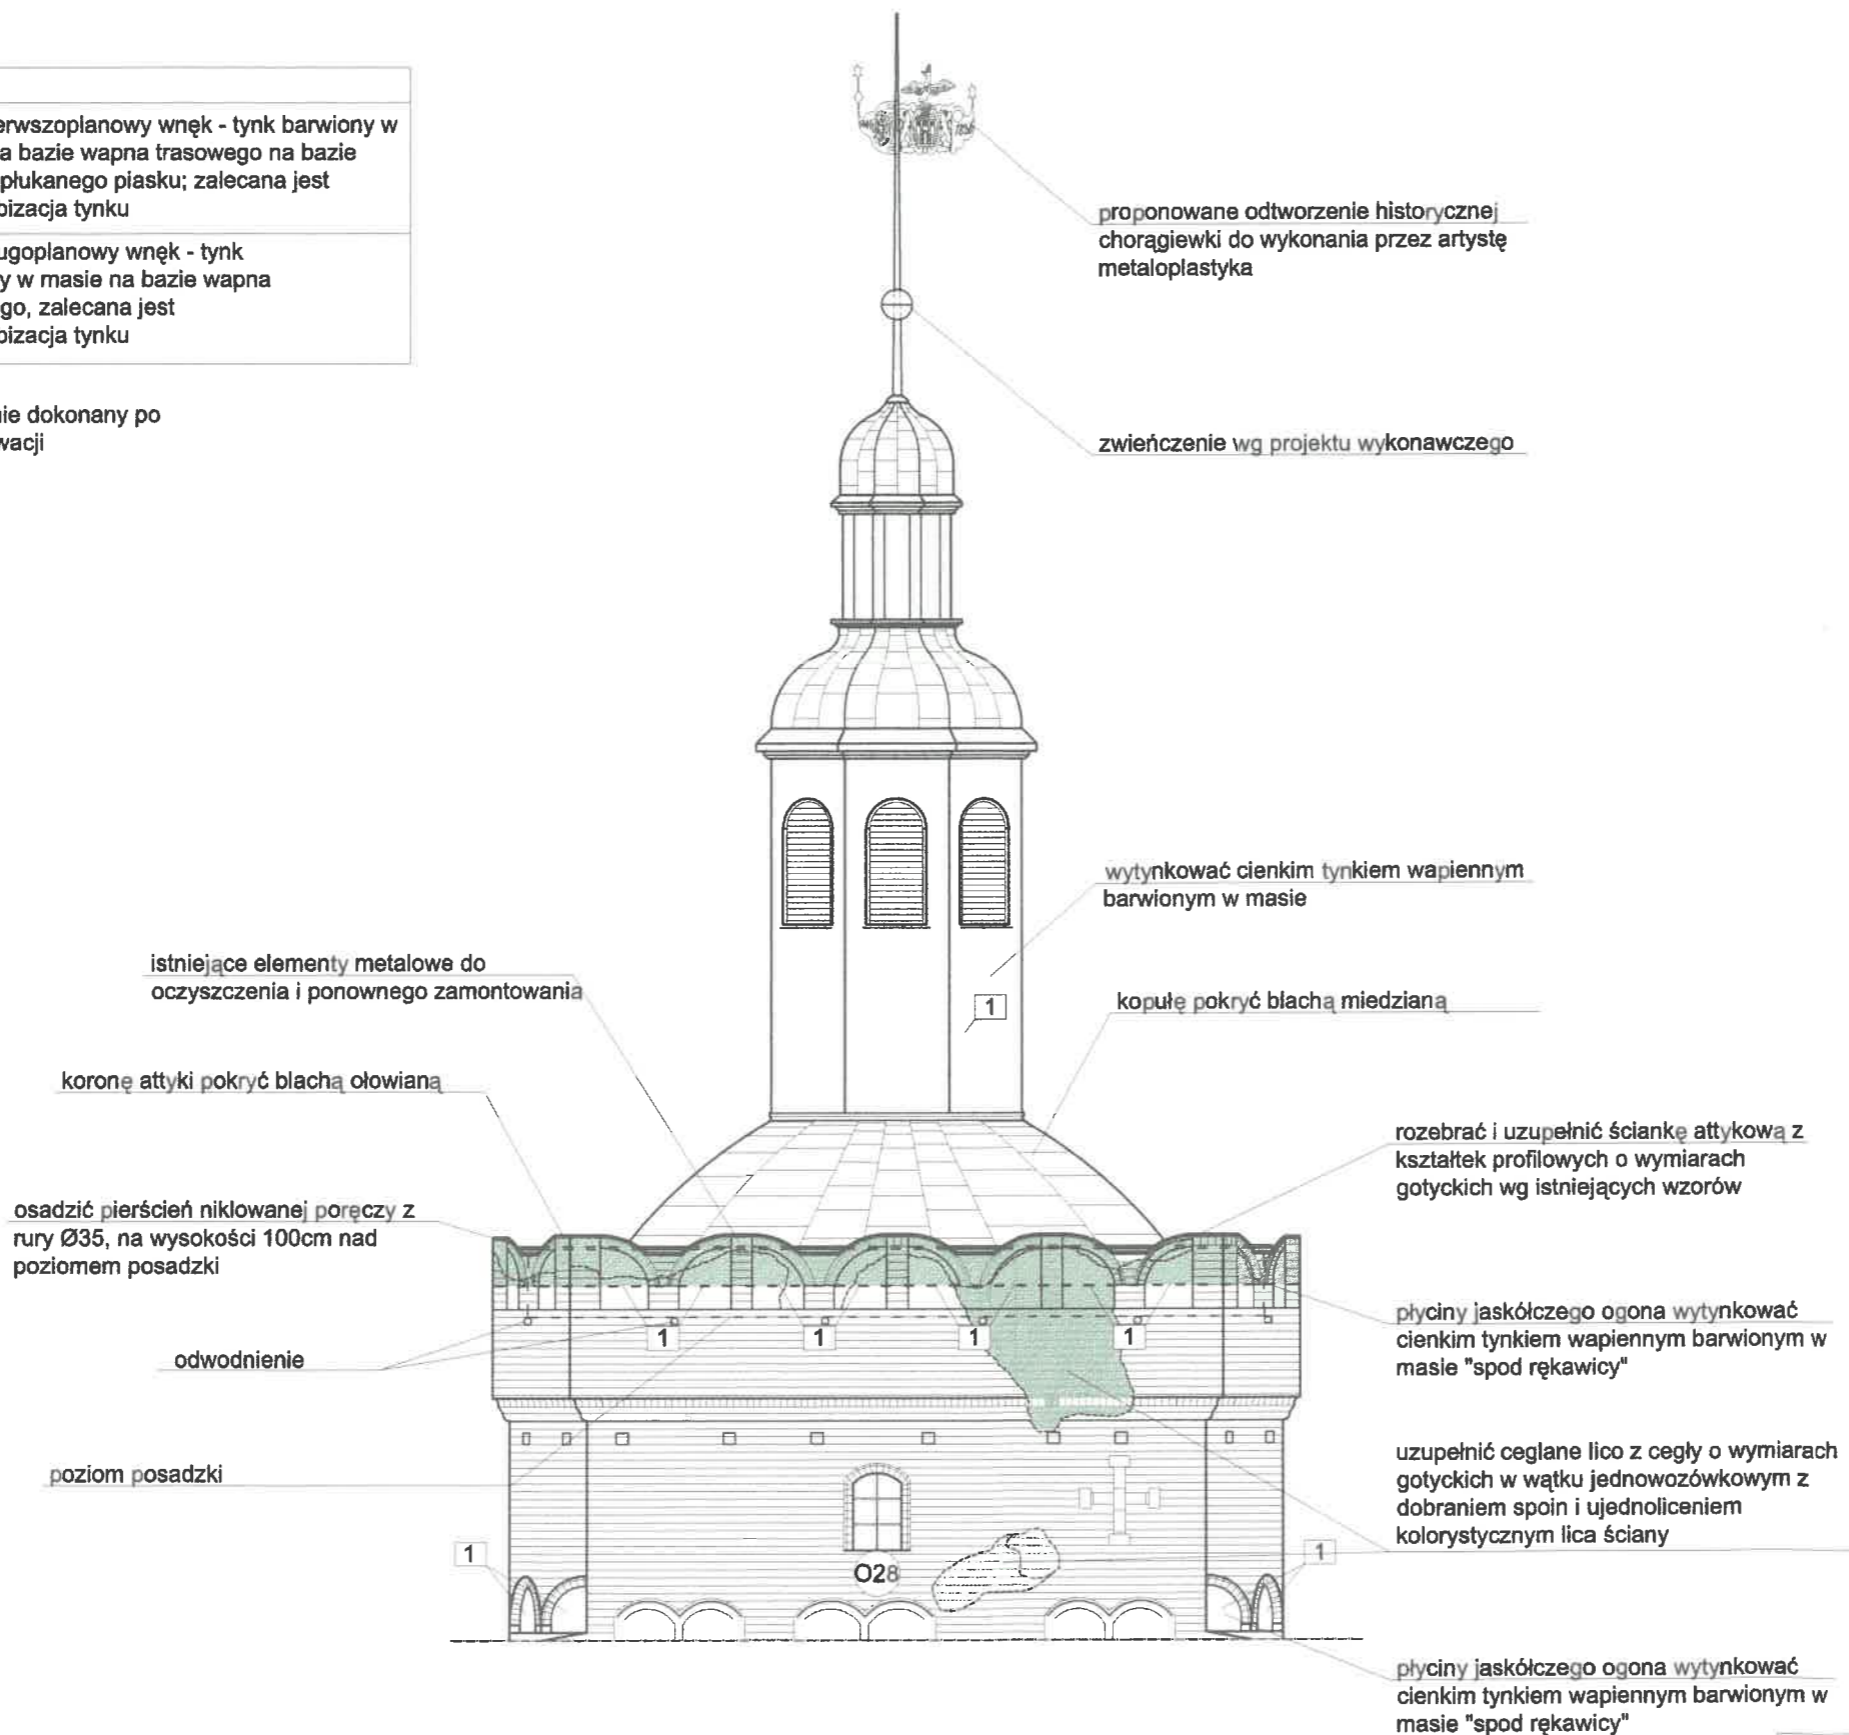 erwszoplanowy wnęk - tynk barwiony w
a bazie wapna trasowego na bazie
płukanego piasku; zalecana jest
bizacja tynku
ugoplanowy wnęk - tynk
y w masie na bazie wapna
go, zalecana jest
bizacja tynku
nie dokonany po
wacji
proponowane odtworzenie historycznej
chorągiewki do wykonania przez artystę
metaloplastyka
zwieńczenie wg projektu wykonawczego
wytynkować cienkim tynkiem wapiennym
barwionym w masie
istniejące elementy metalowe do
oczyszczenia i ponownego zamontowania
1
kopułę pokryć blachą miedzianą
koronę attyki pokryć blachą ołowianą
rozebrać i uzupełnić ściankę attykową z
kształtek profilowych o wymiarach
gotyckich wg istniejących wzorów
osadzić pierścień niklowanej poręczy z
rury Ø35, na wysokości 100cm nad
poziomem posadzki
płyciny jaskółczego ogona wytynkować
cienkim tynkiem wapiennym barwionym w
masie "spod rękawicy"
1 1 1 1
odwodnienie
poziom posadzki
uzupełnić ceglane lico z cegły o wymiarach
gotyckich w wątku jednowozówkowym z
dobraniem spoin i ujednoliceniem
kolorystycznym lica ściany
1
1
O28
płyciny jaskółczego ogona wytynkować
cienkim tynkiem wapiennym barwionym w
masie "spod rękawicy"